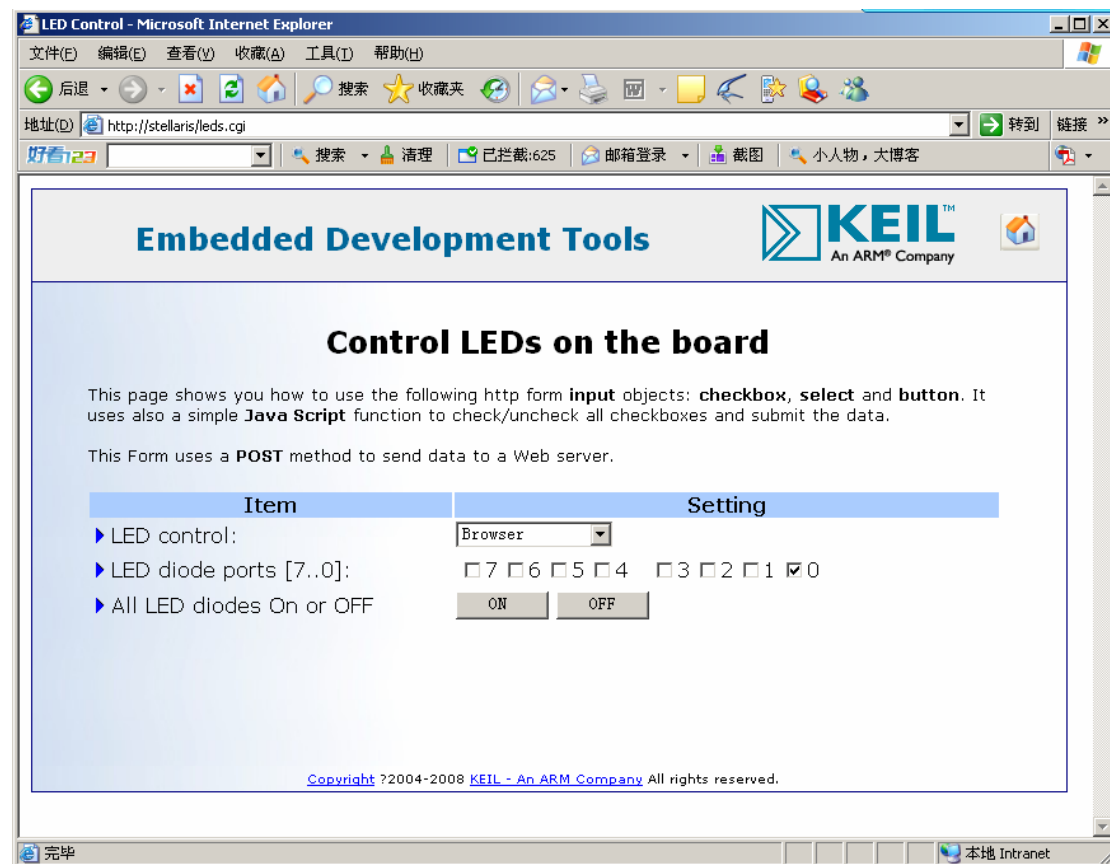 LED Control - Microsoft Internet Explorer
文件(F) 编辑(E) 查看(V) 收藏(A) 工具(T) 帮助(H)
后退 搜索 收藏夹
地址(D) http://stellaris/leds.cgi 转到 链接 »
好看123 搜索 清理 已拦截:625 邮箱登录 截图 小人物，大博客
Embedded Development Tools
KEIL™
An ARM® Company
Control LEDs on the board
This page shows you how to use the following http form input objects: checkbox, select and button. It
uses also a simple Java Script function to check/uncheck all checkboxes and submit the data.
This Form uses a POST method to send data to a Web server.
Item Setting
LED control: Browser
LED diode ports [7..0]: 7 6 5 4 3 2 1 0
All LED diodes On or OFF ON OFF
Copyright ?2004-2008 KEIL - An ARM Company All rights reserved.
完毕 本地 Intranet